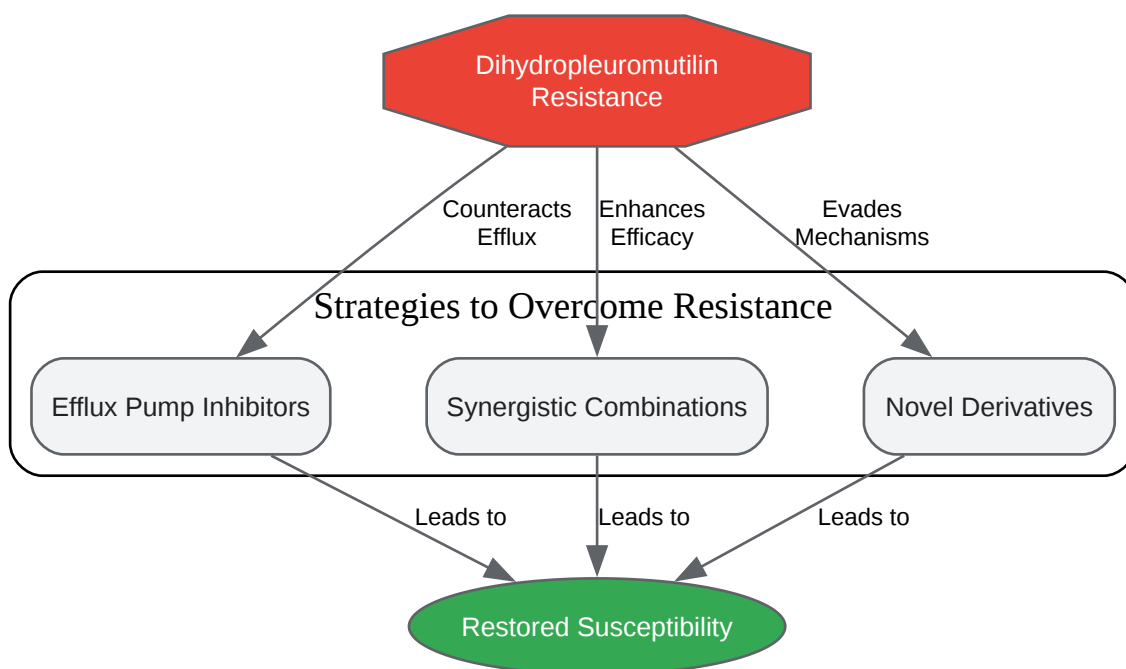 Dihydropleuromutilin
Resistance
Counteracts
Efflux
Enhances
Efficacy
Evades
Mechanisms
Strategies to Overcome Resistance
Efflux Pump Inhibitors
Synergistic Combinations
Novel Derivatives
Leads to
Leads to
Leads to
Restored Susceptibility